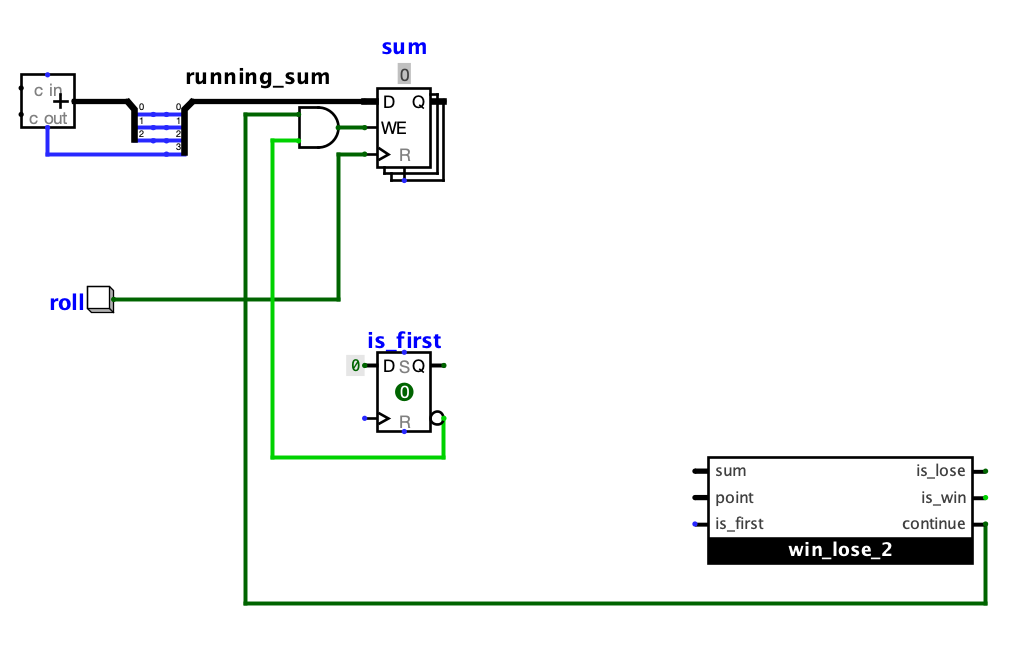 sum
0
running_sum
c in
+
c out
0
1
2
0
1
2
3
D Q
WE
R
roll
is_first
0
D S Q
0
R
sum is_lose
point is_win
is_first continue
win_lose_2